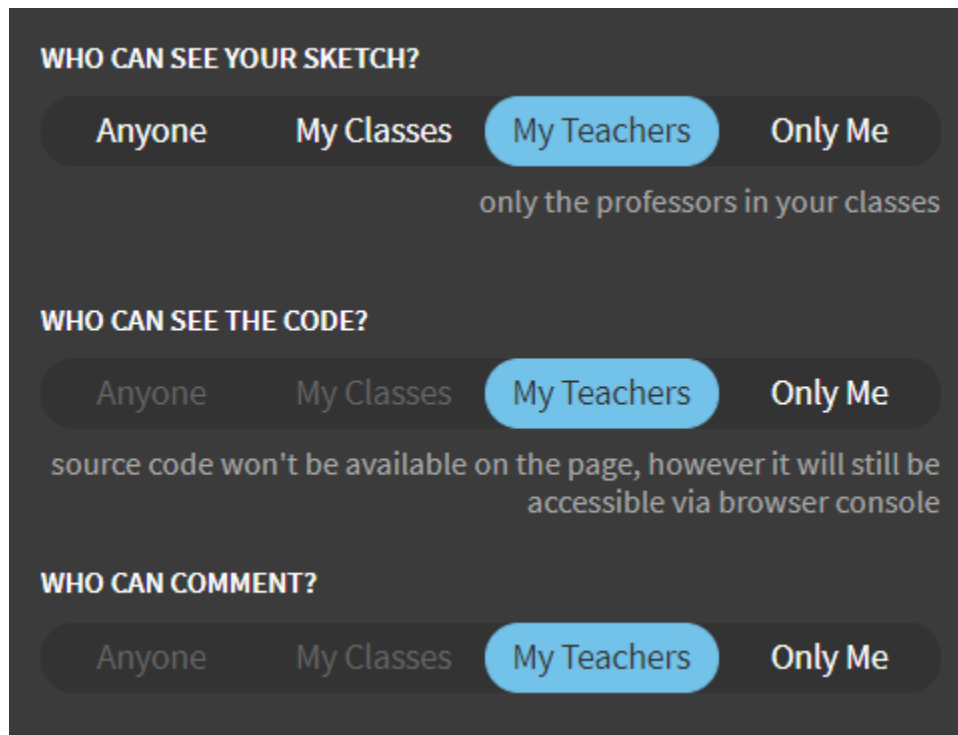 WHO CAN SEE YOUR SKETCH?
Anyone My Classes My Teachers Only Me
only the professors in your classes
WHO CAN SEE THE CODE?
Anyone My Classes My Teachers Only Me
source code won't be available on the page, however it will still be
accessible via browser console
WHO CAN COMMENT?
Anyone My Classes My Teachers Only Me